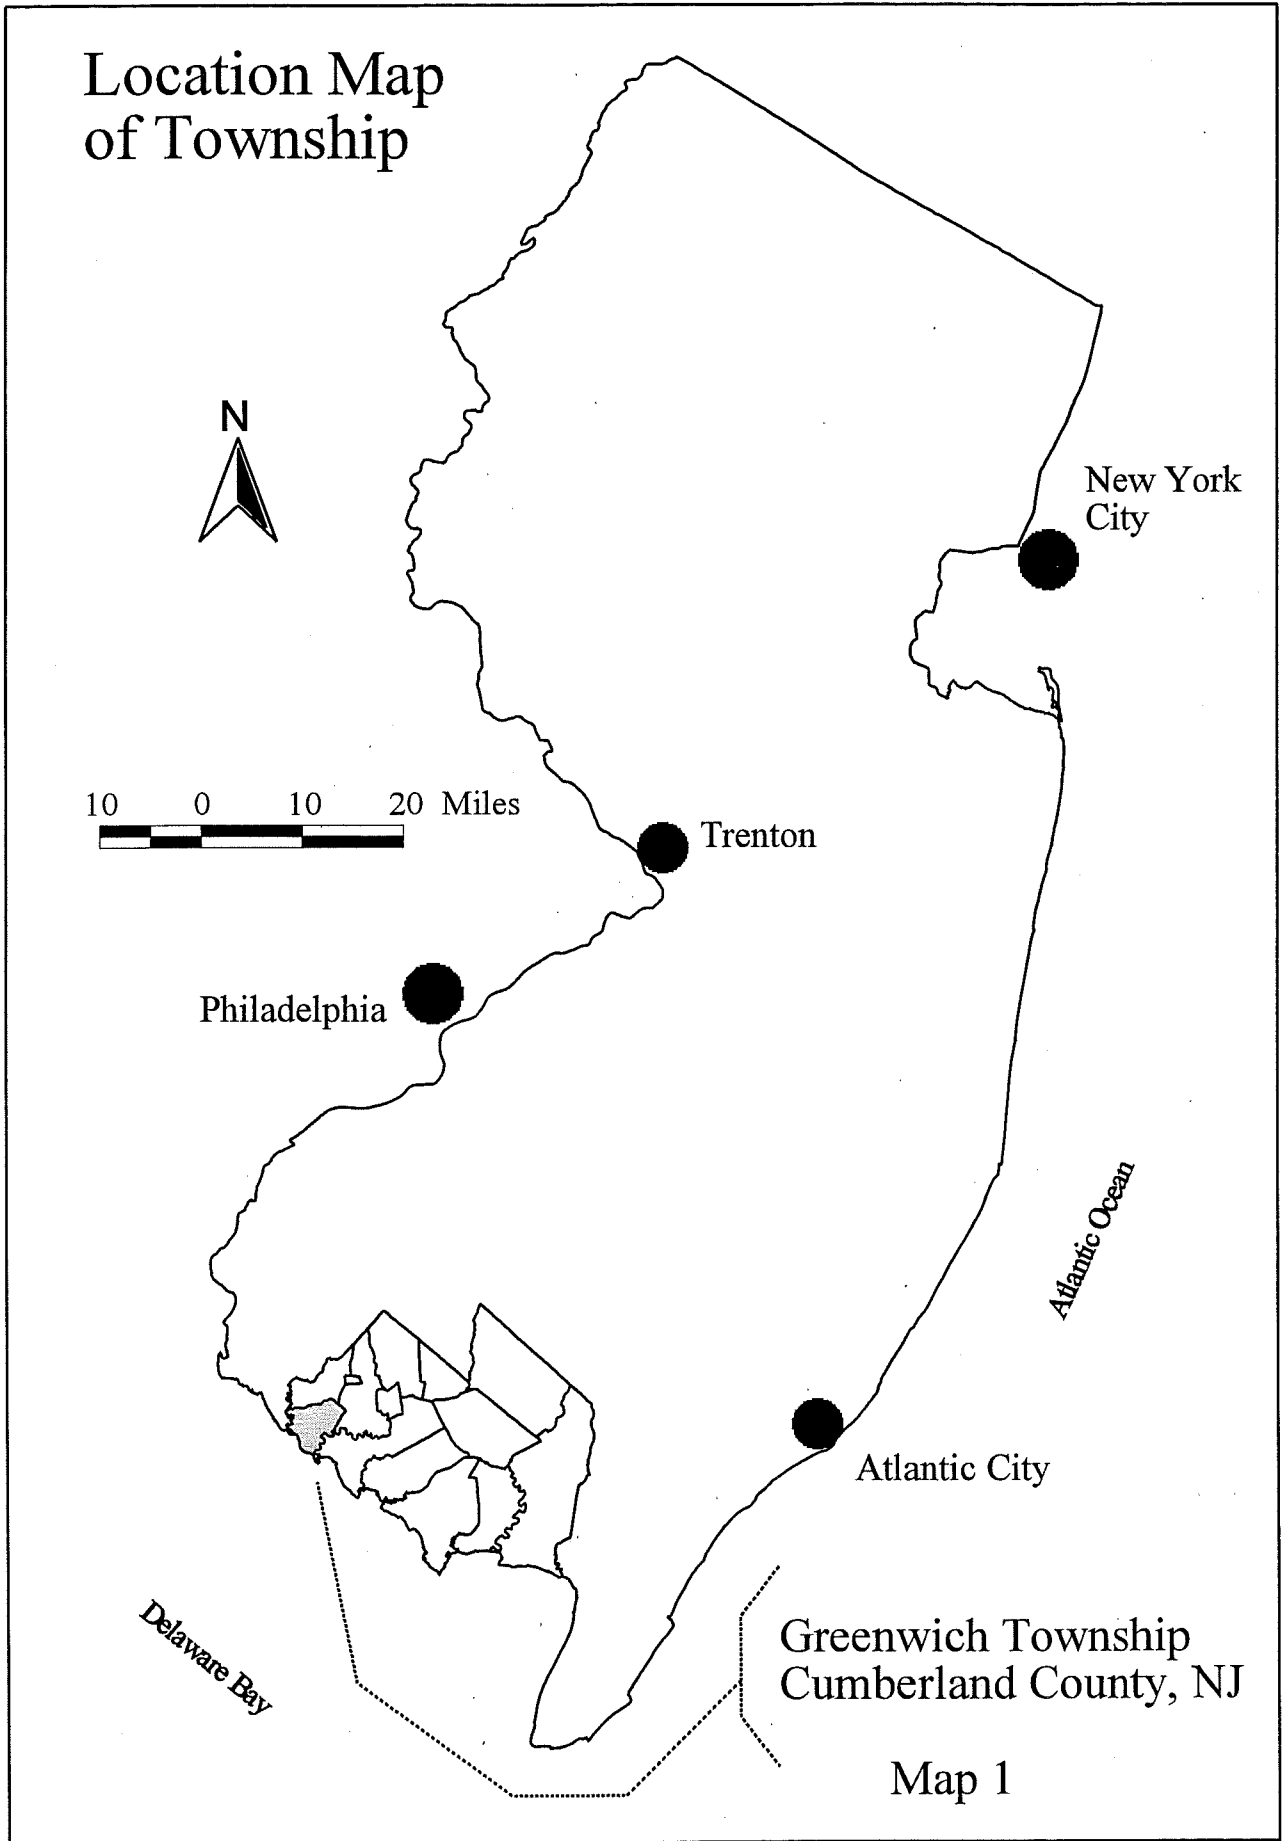 Location Map
of Township
N
New York
City
10 0 10 20 Miles
Trenton
Philadelphia
Atlantic Ocean
Atlantic City
Delaware Bay
Greenwich Township
Cumberland County, NJ
Map 1